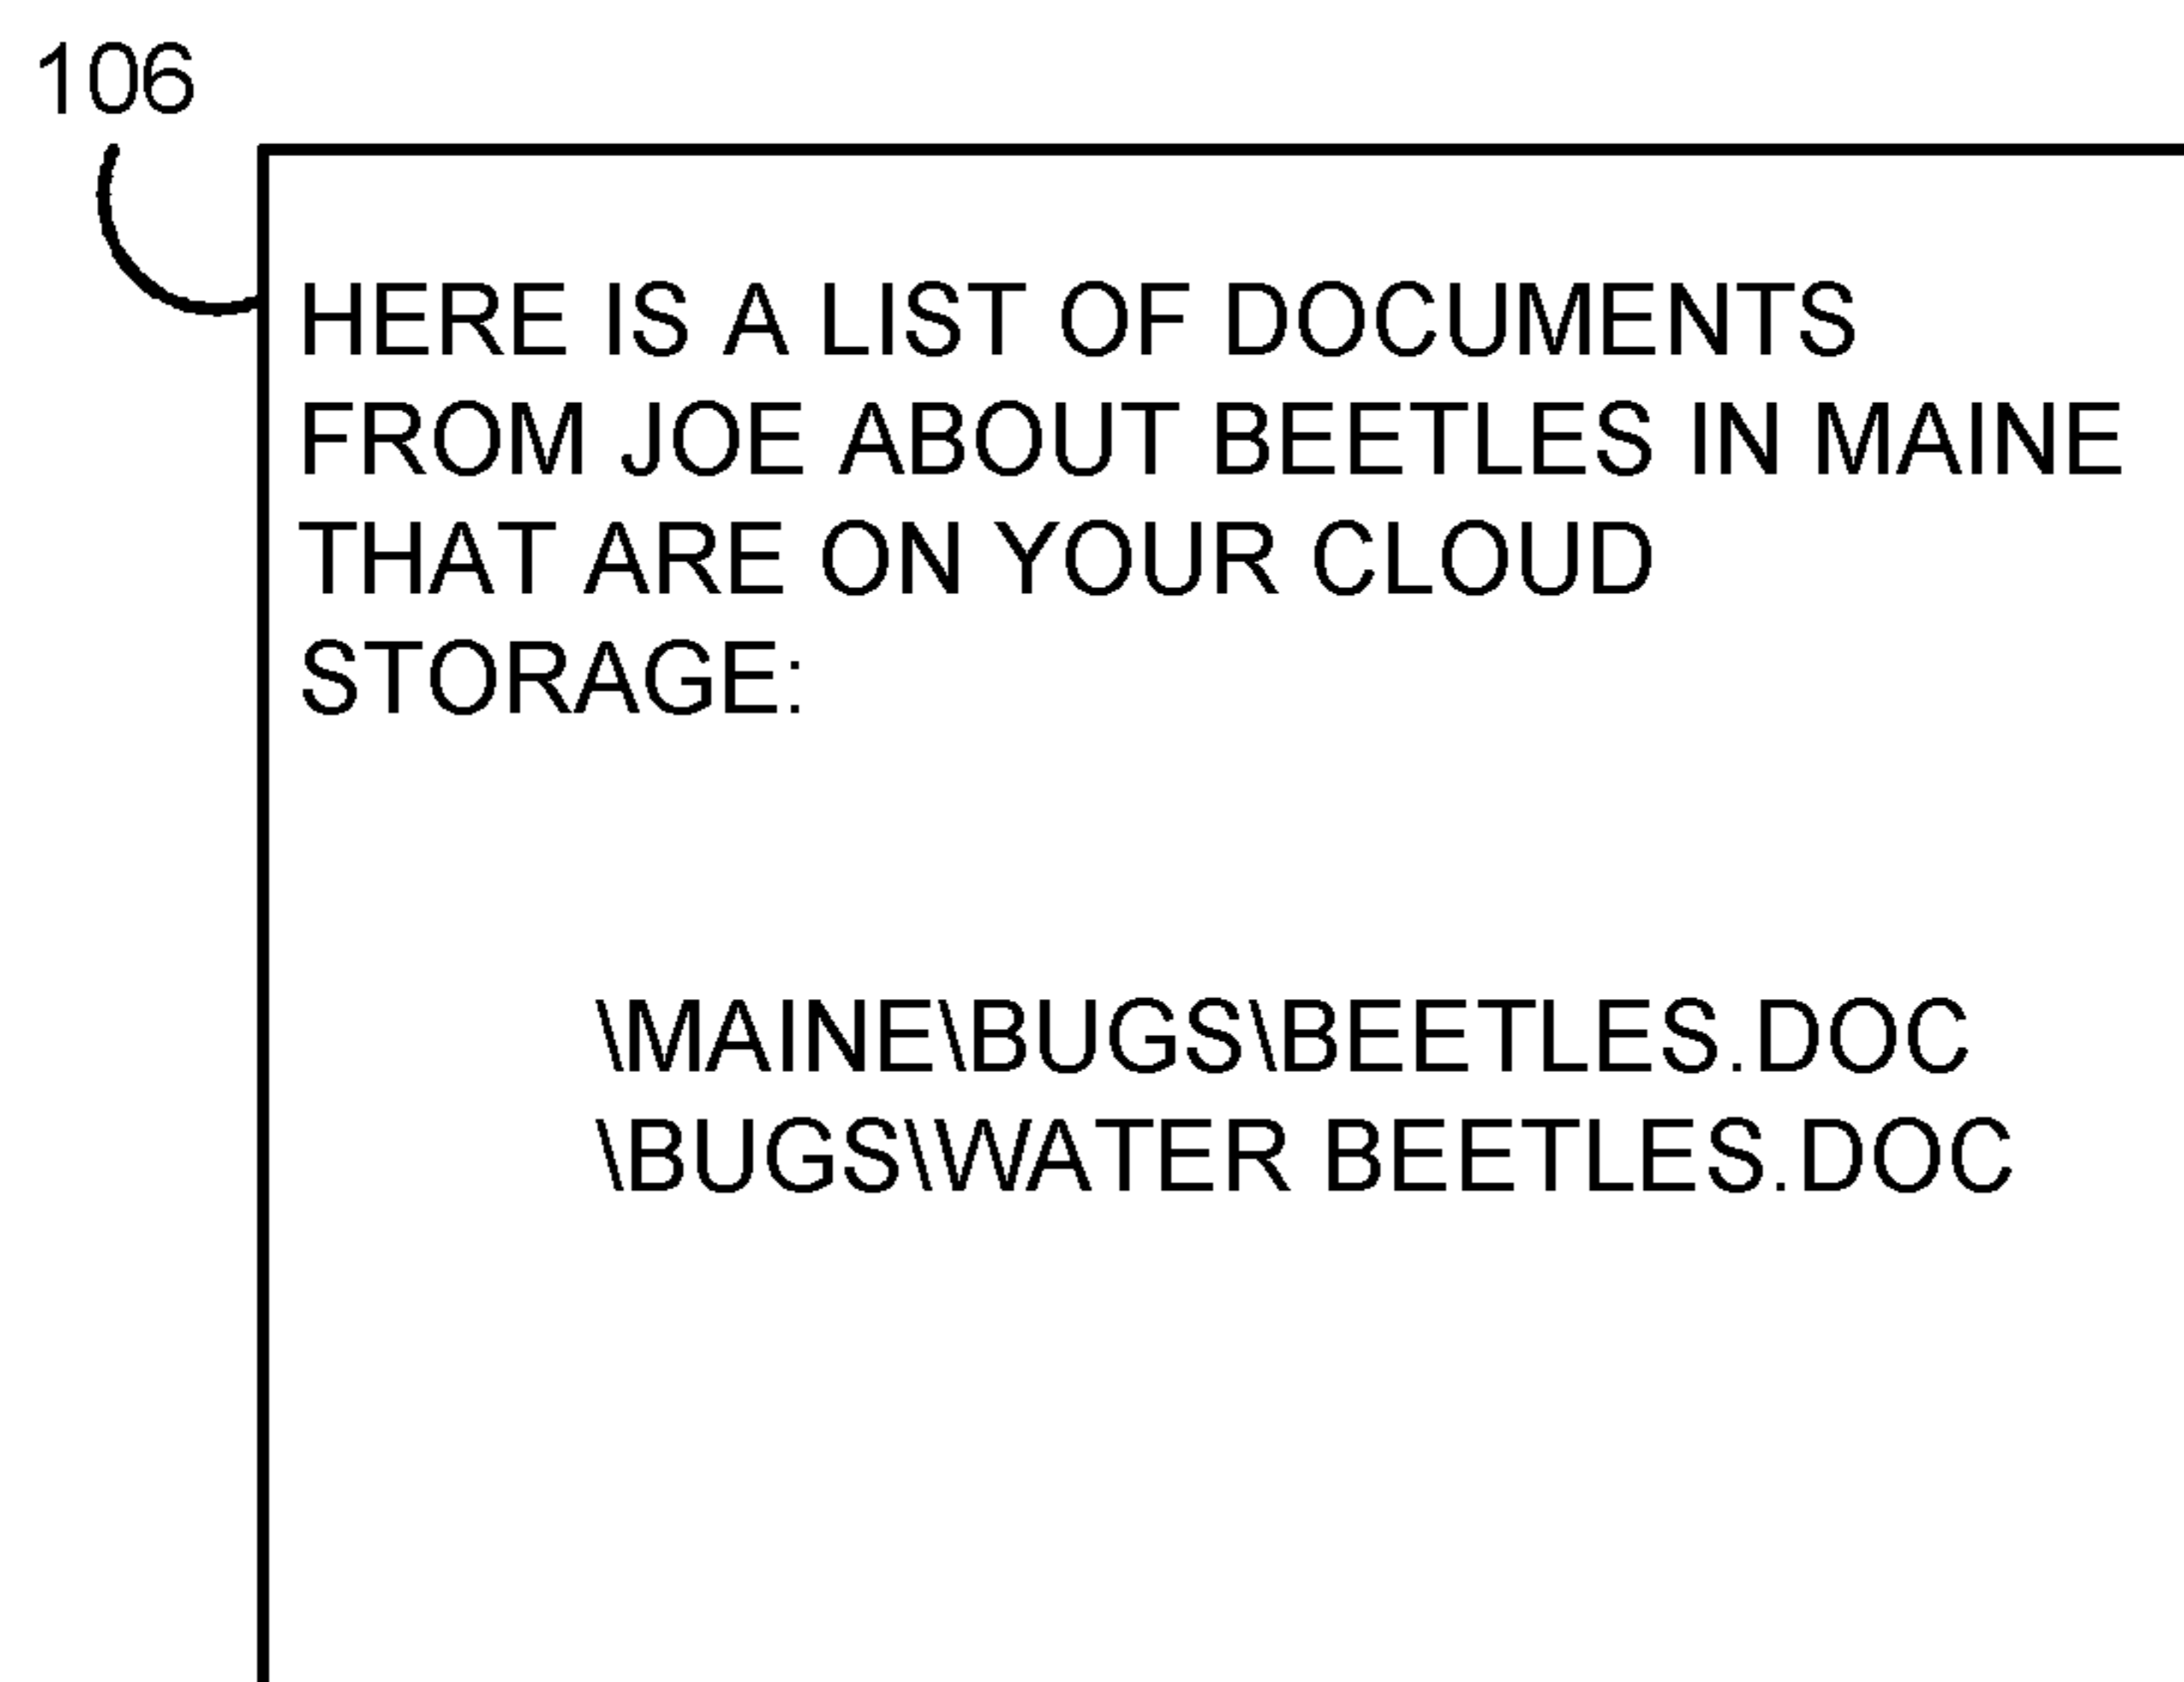 106
HERE IS A LIST OF DOCUMENTS
FROM JOE ABOUT BEETLES IN MAINE
THAT ARE ON YOUR CLOUD
STORAGE:
\MAINE\BUGS\BEETLES.DOC
\BUGS\WATER BEETLES.DOC